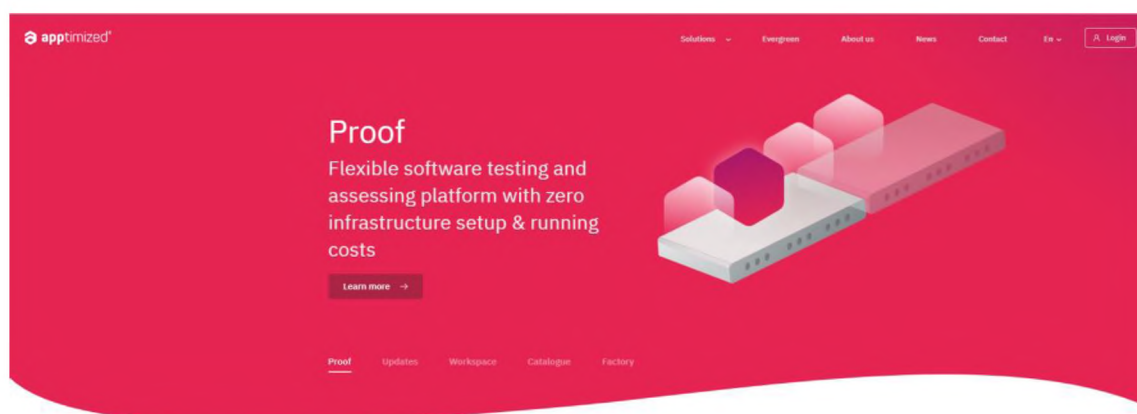 apptimized®
Solutions Evergreen About us News Contact En Login
Proof
Flexible software testing and
assessing platform with zero
infrastructure setup & running
costs
Learn more →
Proof Updates Workspace Catalogue Factory